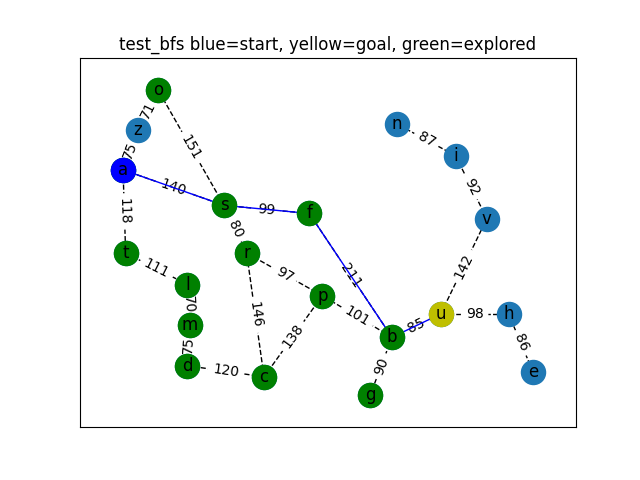 test_bfs blue=start, yellow=goal, green=explored
o
71
n
z
87
151
i
75
a
140
92
s
118
99
f
v
80
t
r
111
97
211
142
l
p
70
146
101
u
98
h
m
138
85
b
86
75
d
120
90
e
c
g